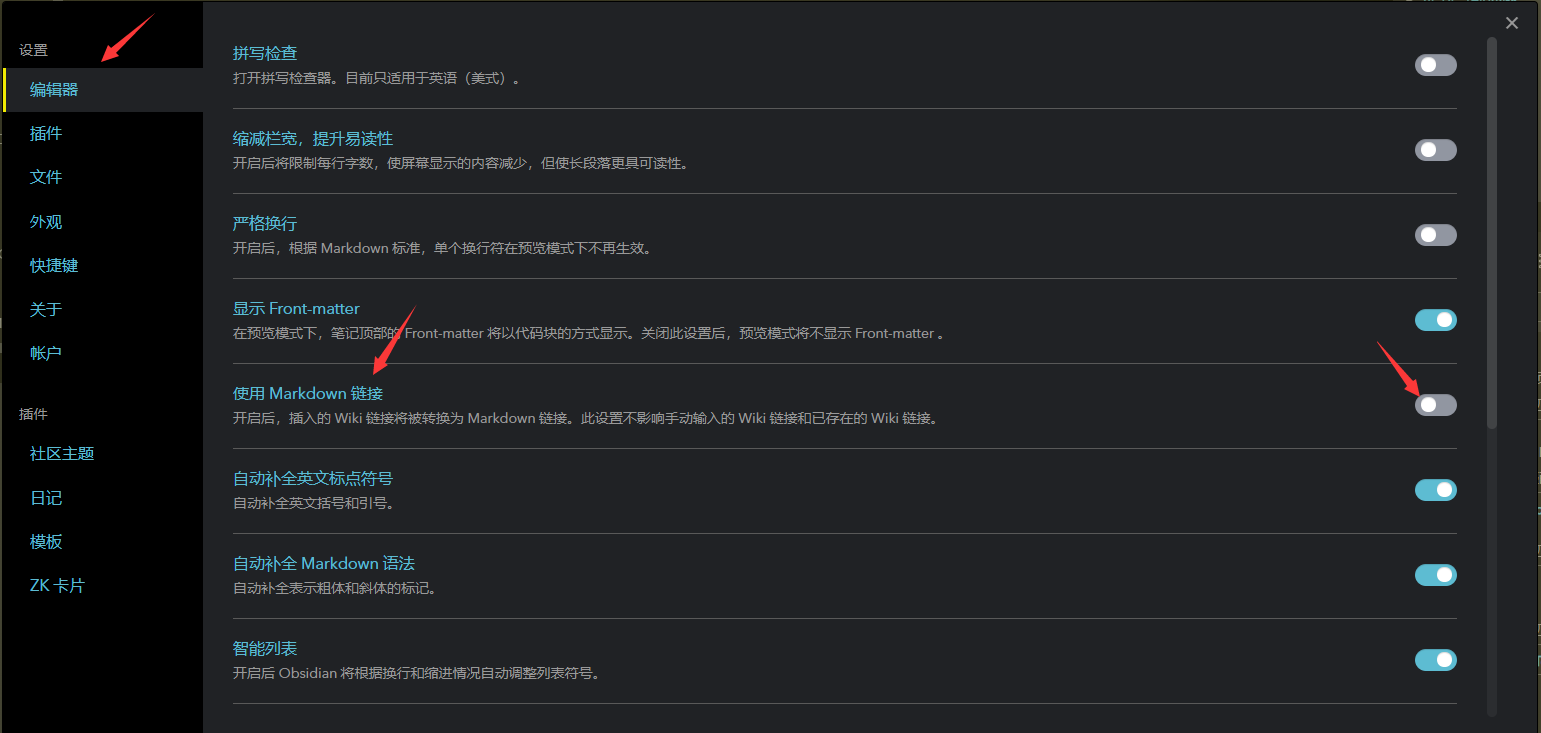 设置
编辑器
插件
文件
外观
快捷键
关于
帐户
插件
社区主题
日记
模板
ZK 卡片
拼写检查
打开拼写检查器。目前只适用于英语（美式）。
缩减栏宽，提升易读性
开启后将限制每行字数，使屏幕显示的内容减少，但使长段落更具可读性。
严格换行
开启后，根据 Markdown 标准，单个换行符在预览模式下不再生效。
显示 Front-matter
在预览模式下，笔记顶部的 Front-matter 将以代码块的方式显示。关闭此设置后，预览模式将不显示 Front-matter 。
使用 Markdown 链接
开启后，插入的 Wiki 链接将被转换为 Markdown 链接。此设置不影响手动输入的 Wiki 链接和已存在的 Wiki 链接。
自动补全英文标点符号
自动补全英文括号和引号。
自动补全 Markdown 语法
自动补全表示粗体和斜体的标记。
智能列表
开启后 Obsidian 将根据换行和缩进情况自动调整列表符号。